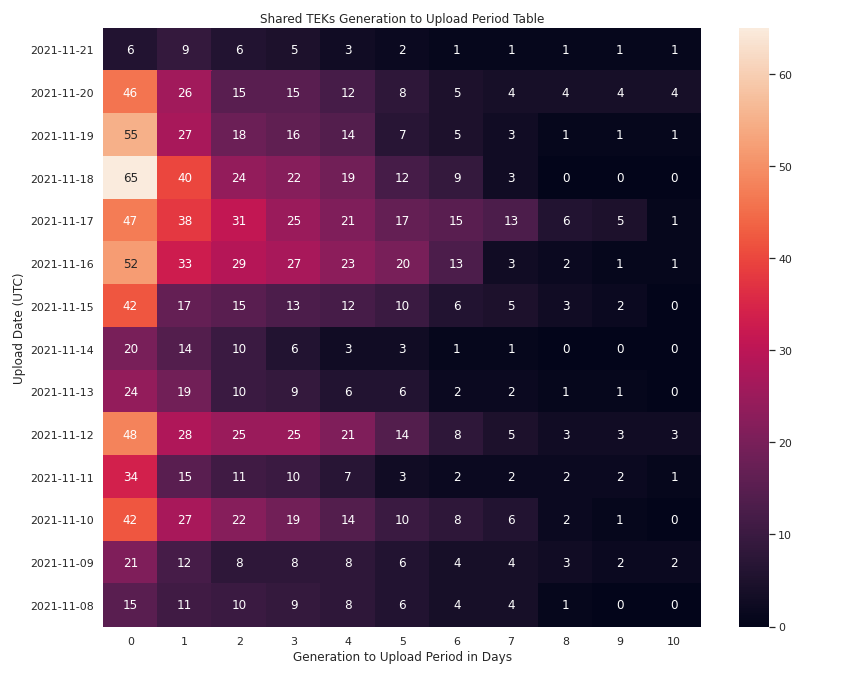 Shared TEKs Generation to Upload Period Table
2021-11-21 6 9 6 5 3 2 1 1 1 1 1
2021-11-20 46 26 15 15 12 8 5 4 4 4 4
2021-11-19 55 27 18 16 14 7 5 3 1 1 1
2021-11-18 65 40 24 22 19 12 9 3 0 0 0
2021-11-17 47 38 31 25 21 17 15 13 6 5 1
2021-11-16 52 33 29 27 23 20 13 3 2 1 1
2021-11-15 42 17 15 13 12 10 6 5 3 2 0
2021-11-14 20 14 10 6 3 3 1 1 0 0 0
2021-11-13 24 19 10 9 6 6 2 2 1 1 0
2021-11-12 48 28 25 25 21 14 8 5 3 3 3
2021-11-11 34 15 11 10 7 3 2 2 2 2 1
2021-11-10 42 27 22 19 14 10 8 6 2 1 0
2021-11-09 21 12 8 8 8 6 4 4 3 2 2
2021-11-08 15 11 10 9 8 6 4 4 1 0 0
0 1 2 3 4 5 6 7 8 9 10
Generation to Upload Period in Days
Upload Date (UTC)
60
50
40
30
20
10
0